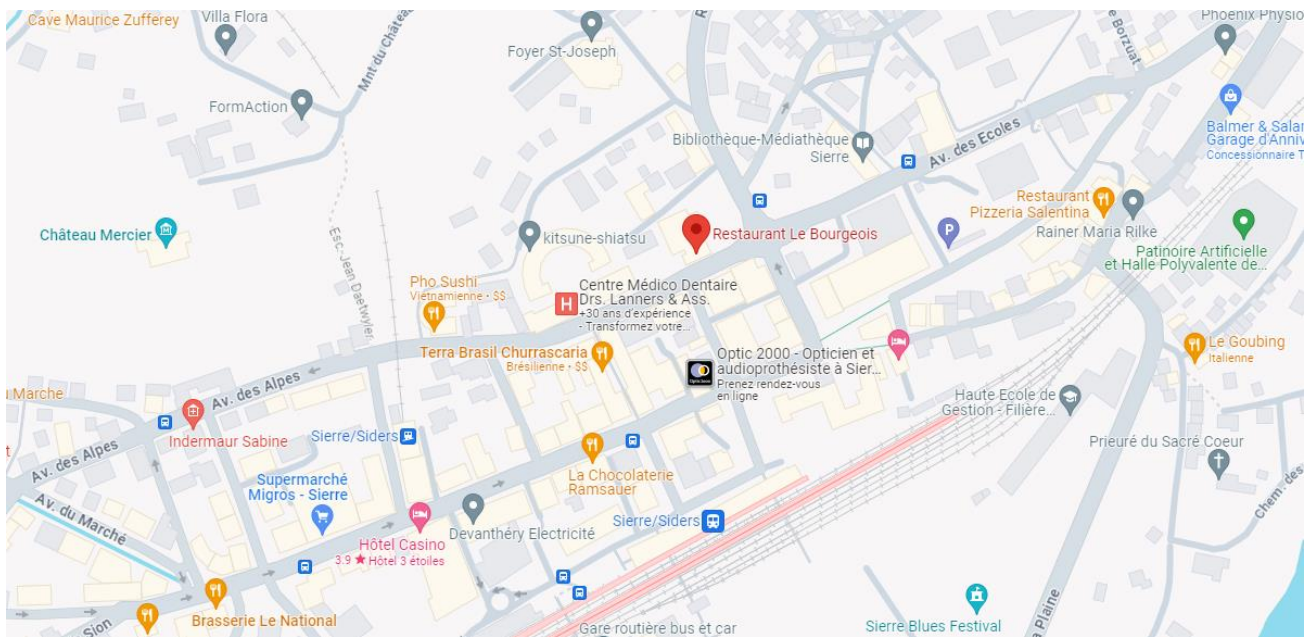 Cave Maurice Zufferey
Villa Flora
Mnt du Château
Foyer St-Joseph
Phoenix Physio
FormAction
Bibliothèque-Médiathèque
Sierre
Av. des Ecoles
Balmer & Salar
Garage d'Anniv
Concessionnaire T
Restaurant
Pizzeria Salentina
Rainer Maria Rilke
Château Mercier
Esc-Jean Daetwyler
kitsune-shiatsu
Restaurant Le Bourgeois
P
Patinoire Artificielle
et Halle Polyvalente de...
Pho Sushi
Vietnamienne • $$
H
Centre Médico Dentaire
Drs. Lanners & Ass.
+30 ans d'expérience
- Transformez votre...
Terra Brasil Churrascaria
Brésilienne • $$
Optic 2000 - Opticien et
audioprothésiste à Sier...
Prenez rendez-vous
en ligne
Le Goubing
Italienne
Marche
Av. des Alpes
Indermaur Sabine
Sierre/Siders
Haute Ecole de
Gestion - Filière...
Prieuré du Sacré Coeur
Av. des Alpes
Supermarché
Migros - Sierre
La Chocolaterie
Ramsauer
Av. du Marché
Devanthéry Electricité
Sierre/Siders
Chem. des
Hôtel Casino
3.9 ★ Hôtel 3 étoiles
Brasserie Le National
Sion
Gare routière bus et car
Sierre Blues Festival
Plaine